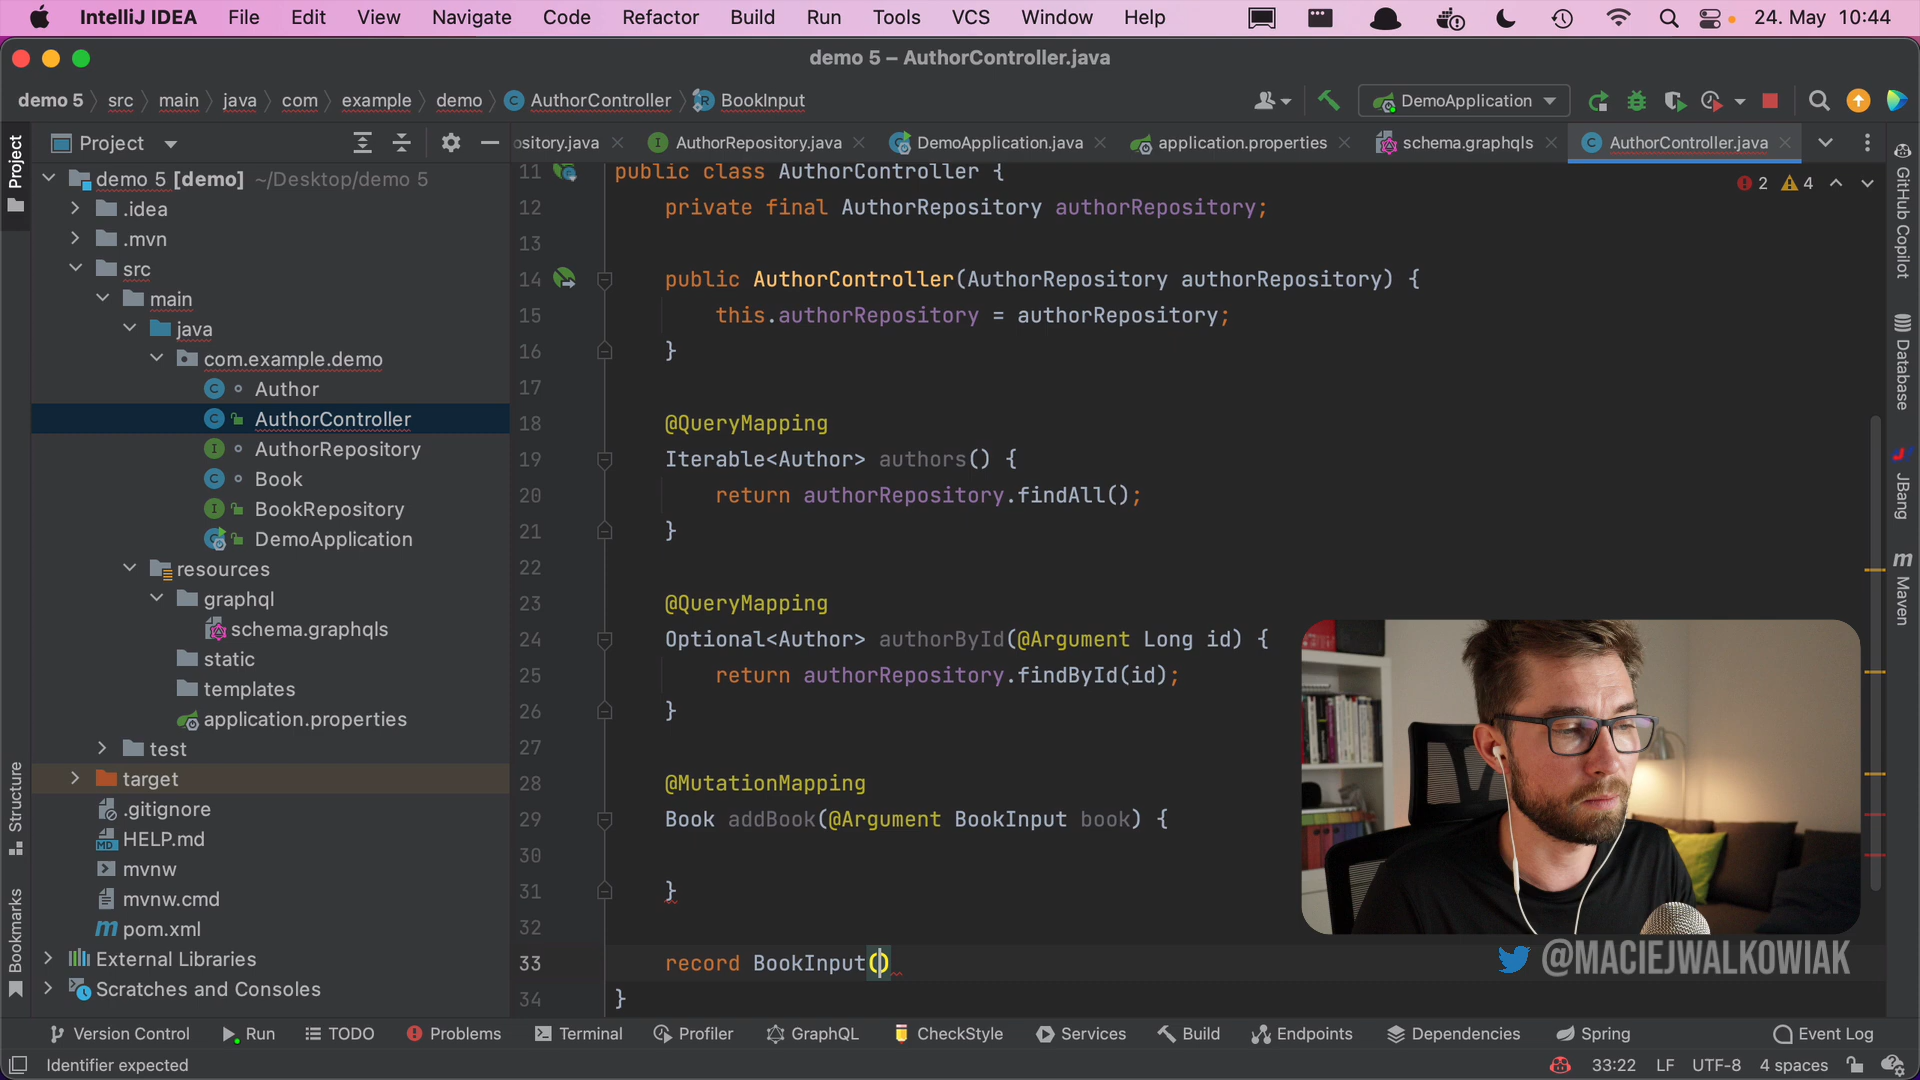 IntelliJ IDEA File Edit View Navigate Code Refactor Build Run Tools VCS Window Help 24. May 10:44
demo 5 – AuthorController.java
demo 5 src main java com example demo AuthorController BookInput DemoApplication
Project
ository.java AuthorRepository.java DemoApplication.java application.properties schema.graphqls AuthorController.java
2 4
demo 5 [demo] ~/Desktop/demo 5
.idea
.mvn
src
main
java
com.example.demo
Author
AuthorController
AuthorRepository
Book
BookRepository
DemoApplication
resources
graphql
schema.graphqls
static
templates
application.properties
test
target
.gitignore
HELP.md
mvnw
mvnw.cmd
pom.xml
External Libraries
Scratches and Consoles
Project
Structure
Bookmarks
11 public class AuthorController {
12 private final AuthorRepository authorRepository;
13
14 public AuthorController(AuthorRepository authorRepository) {
15 this.authorRepository = authorRepository;
16 }
17
18 @QueryMapping
19 Iterable<Author> authors() {
20 return authorRepository.findAll();
21 }
22
23 @QueryMapping
24 Optional<Author> authorById(@Argument Long id) {
25 return authorRepository.findById(id);
26 }
27
28 @MutationMapping
29 Book addBook(@Argument BookInput book) {
30
31 }
32
33 record BookInput()
34 }
GitHub Copilot
Database
JBang
Maven
@MACIEJWALKOWIAK
Version Control Run TODO Problems Terminal Profiler GraphQL CheckStyle Services Build Endpoints Dependencies Spring Event Log
Identifier expected 33:22 LF UTF-8 4 spaces